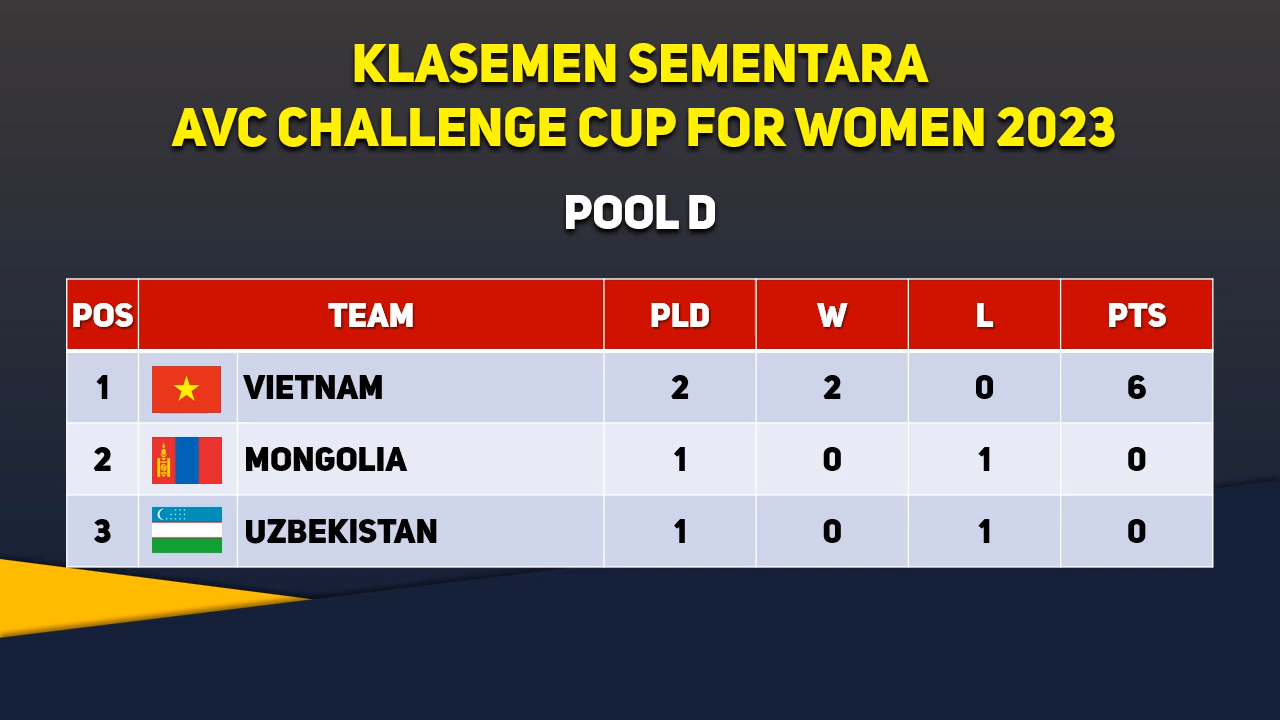 KLASEMEN SEMENTARA
AVC CHALLENGE CUP FOR WOMEN 2023
POOL D
POS TEAM PLD W L PTS
1 VIETNAM 2 2 0 6
2 MONGOLIA 1 0 1 0
3 UZBEKISTAN 1 0 1 0